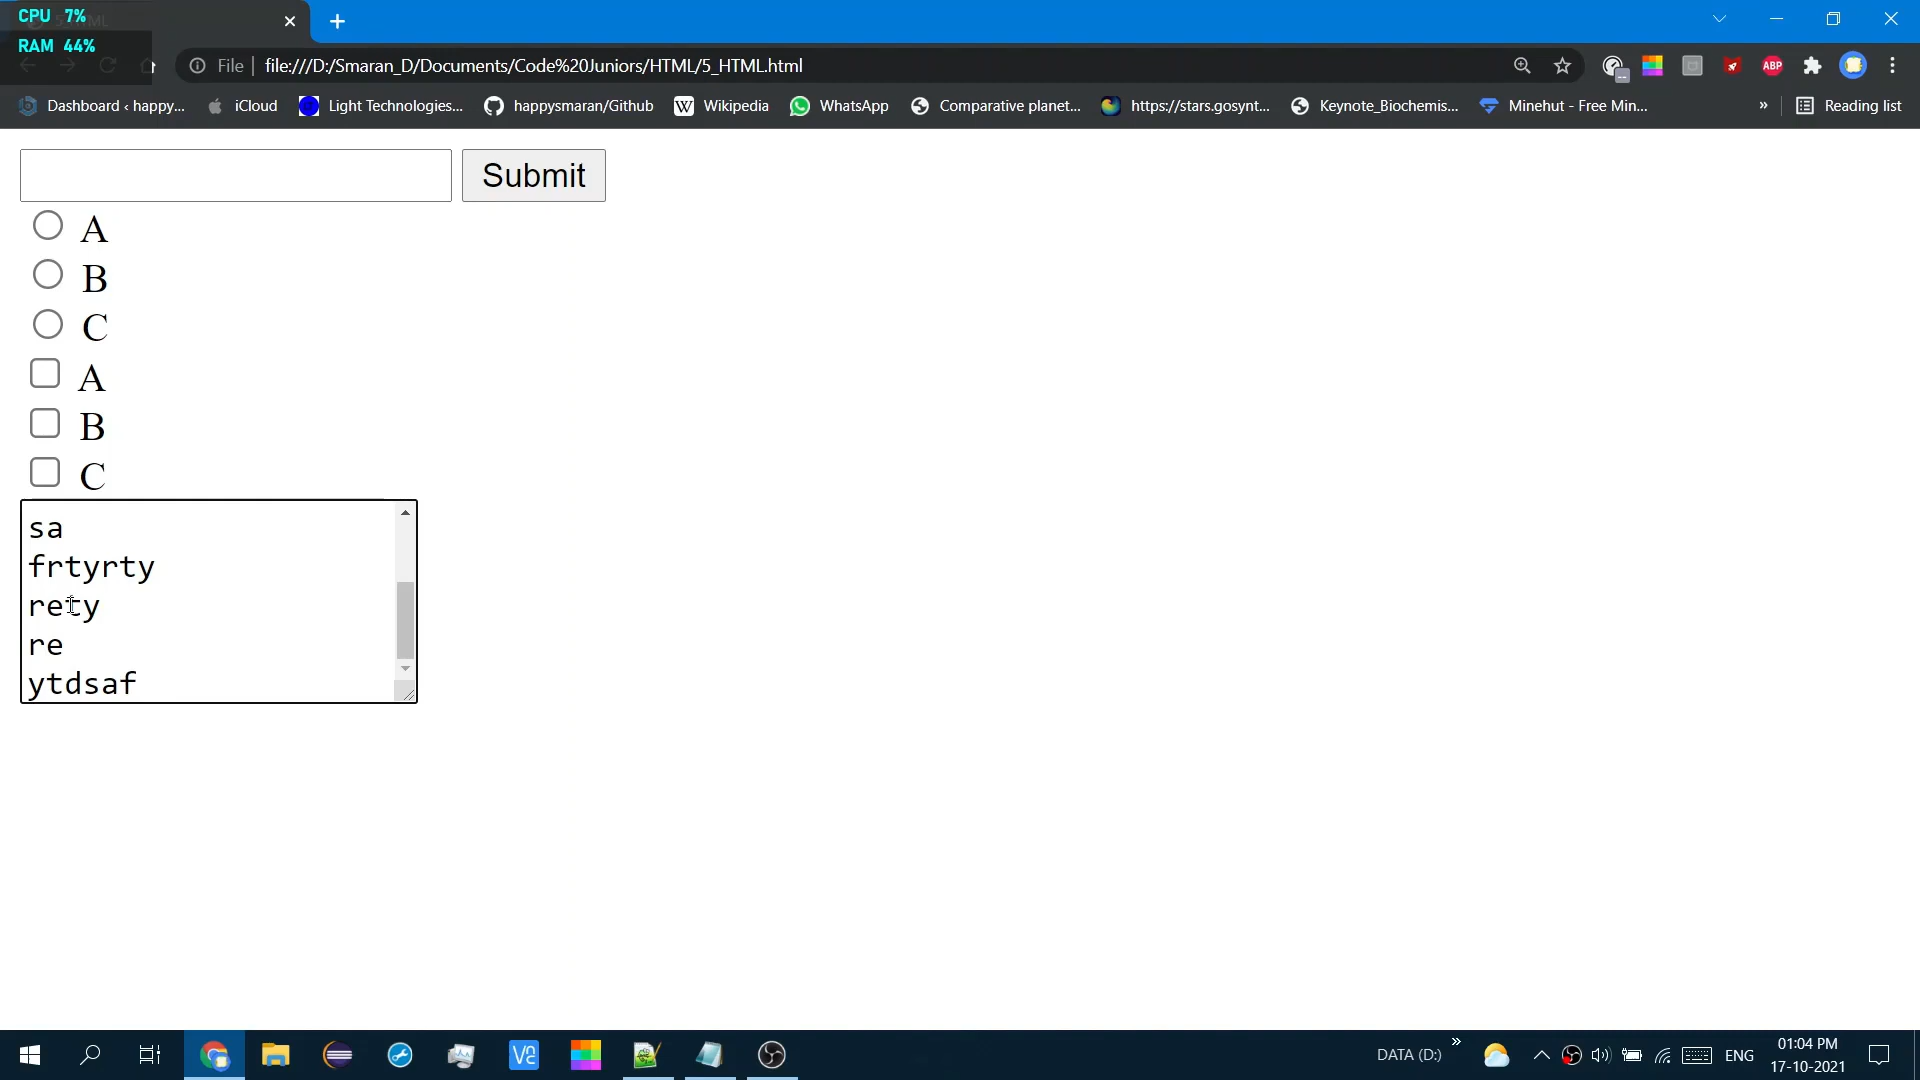 CPU 7%
RAM 44%
File
file:///D:/Smaran_D/Documents/Code%20Juniors/HTML/5_HTML.html
ABP
Dashboard ‹ happy...
iCloud
Light Technologies...
happysmaran/Github
W Wikipedia
WhatsApp
Comparative planet...
https://stars.gosynt...
Keynote_Biochemis...
Minehut - Free Min...
»
Reading list
Submit
A
B
C
A
B
C
sa
frtyrty
rety
re
ytdsaf
DATA (D:)
»
ENG
01:04 PM
17-10-2021